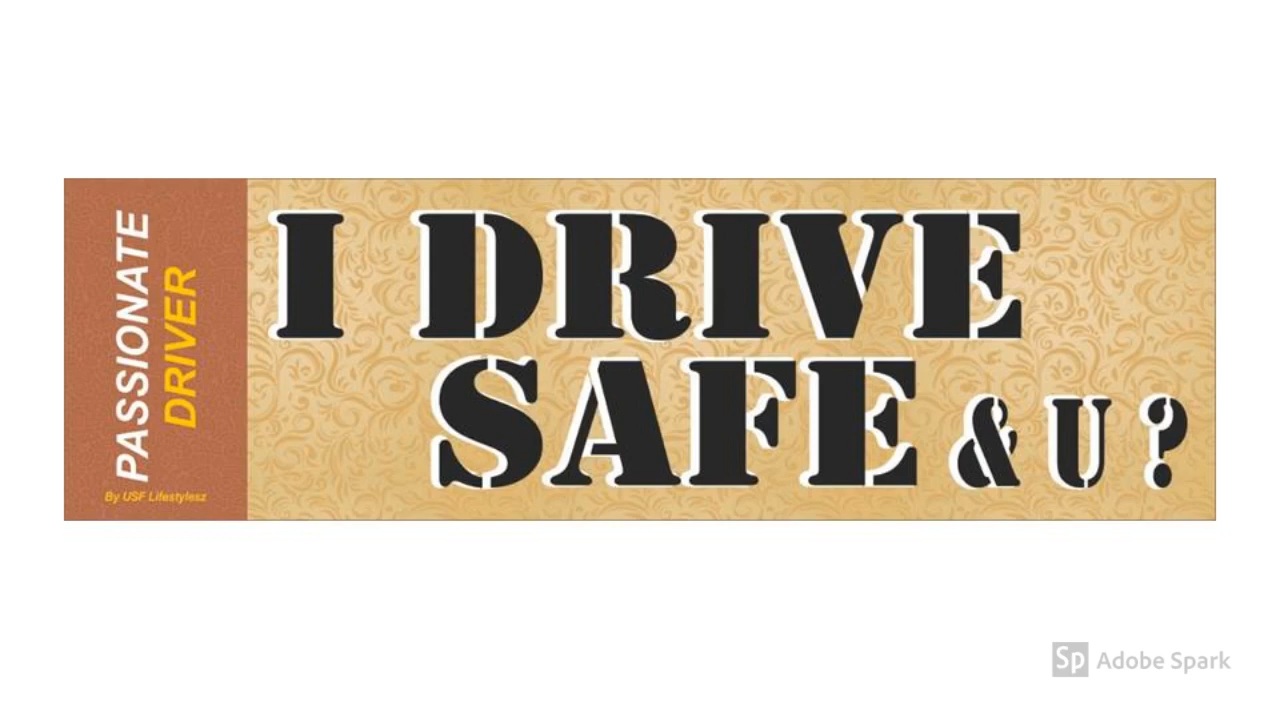 PASSIONATE
DRIVER
By USF Lifestylesz
I DRIVE
SAFE & U ?
Sp Adobe Spark